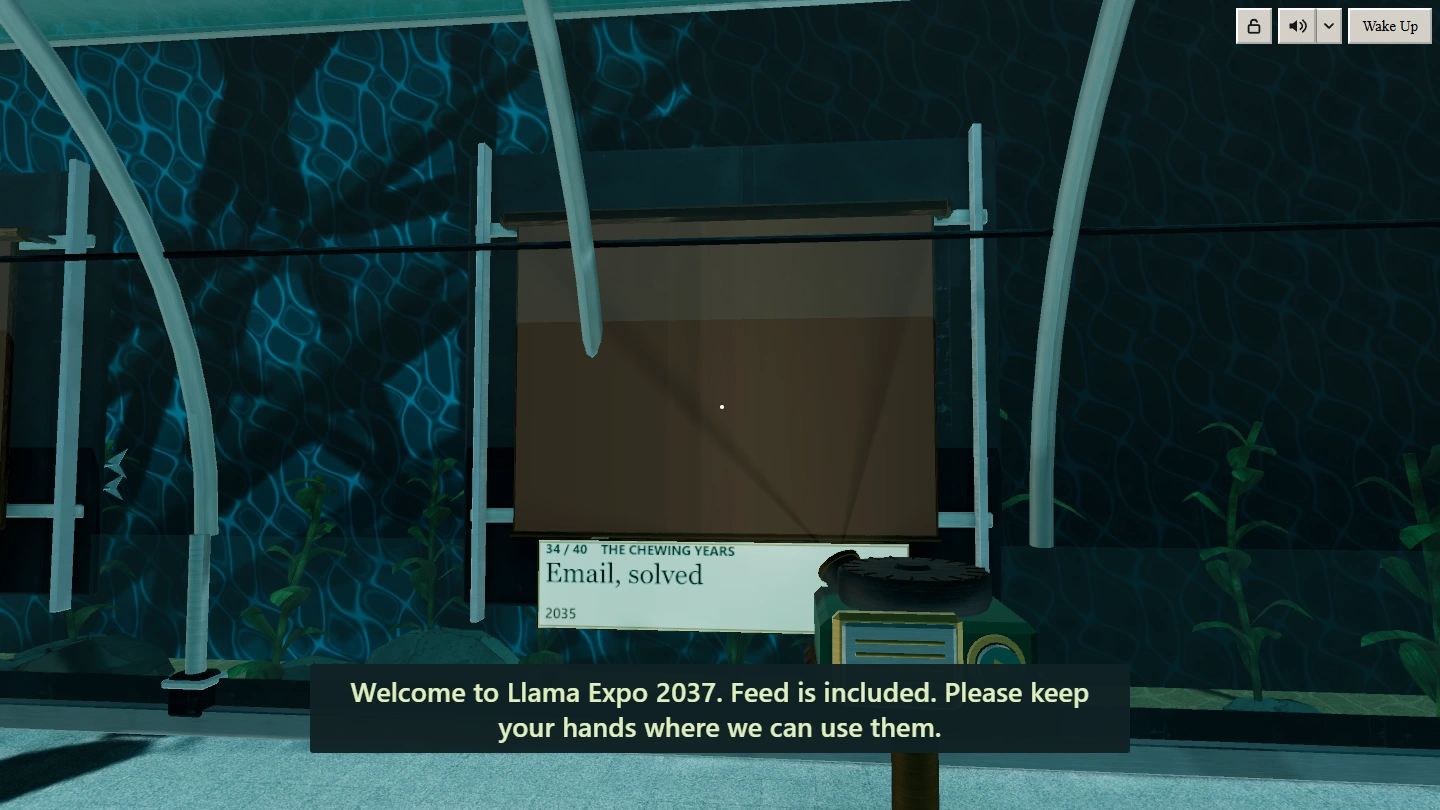 Wake Up
34 / 40 THE CHEWING YEARS
Email, solved
2035
Welcome to Llama Expo 2037. Feed is included. Please keep
your hands where we can use them.